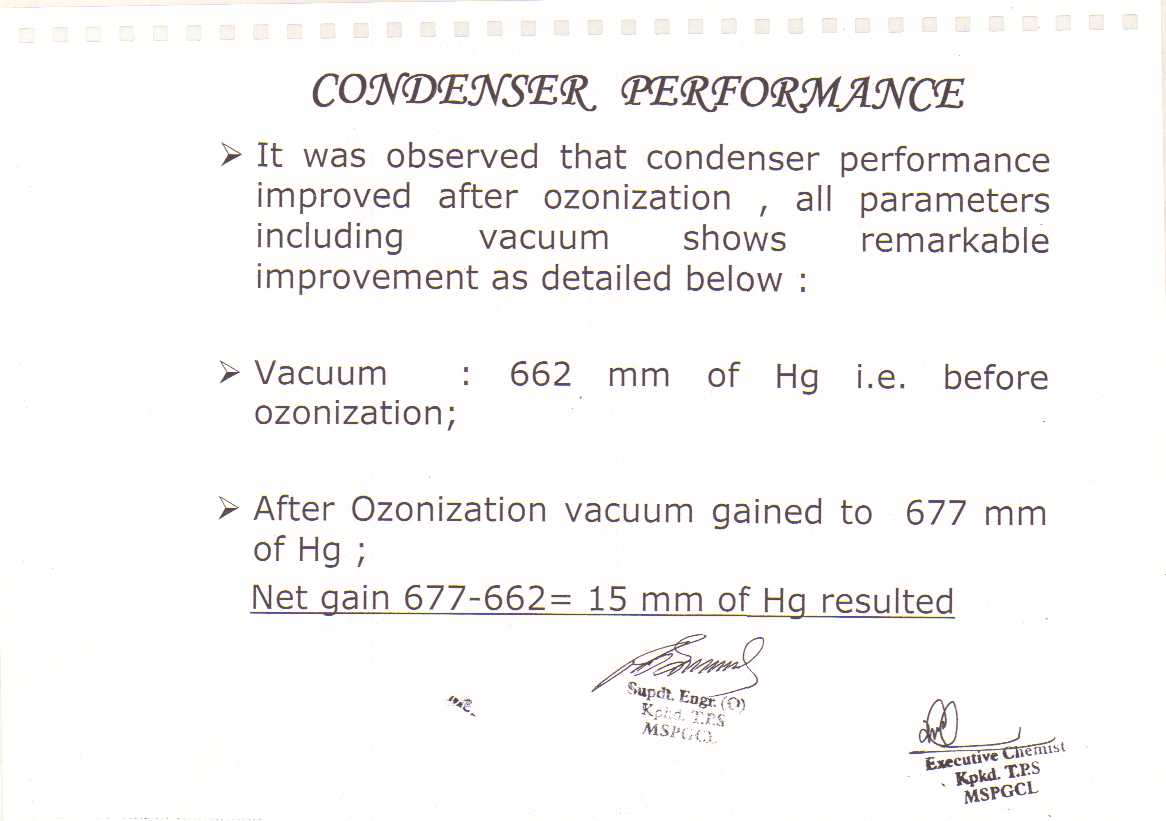 CONDENSER PERFORMANCE
➢ It was observed that condenser performance
improved after ozonization , all parameters
including vacuum shows remarkable
improvement as detailed below :
➢ Vacuum : 662 mm of Hg i.e. before
ozonization;
➢ After Ozonization vacuum gained to 677 mm
of Hg ;
Net gain 677-662= 15 mm of Hg resulted
Supdt. Engr. (O)
Kpkd. T.P.S
MSPGCL
Executive Chemist
Kpkd. T.P.S
MSPGCL